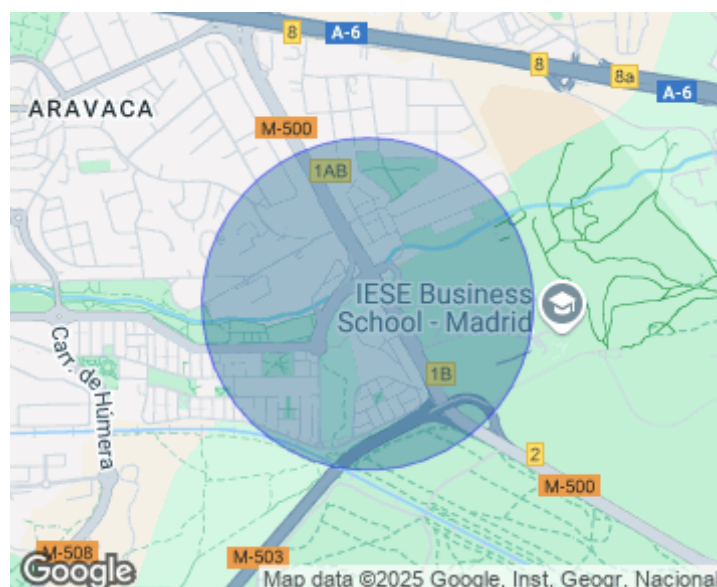 8
A-6
8
8a
A-6
ARAVACA
M-500
1AB
IESE Business
School - Madrid
Carr. de Húmera
1B
2
M-500
M-508
M-503
Google
Map data ©2025 Google, Inst. Geogr. Nacional